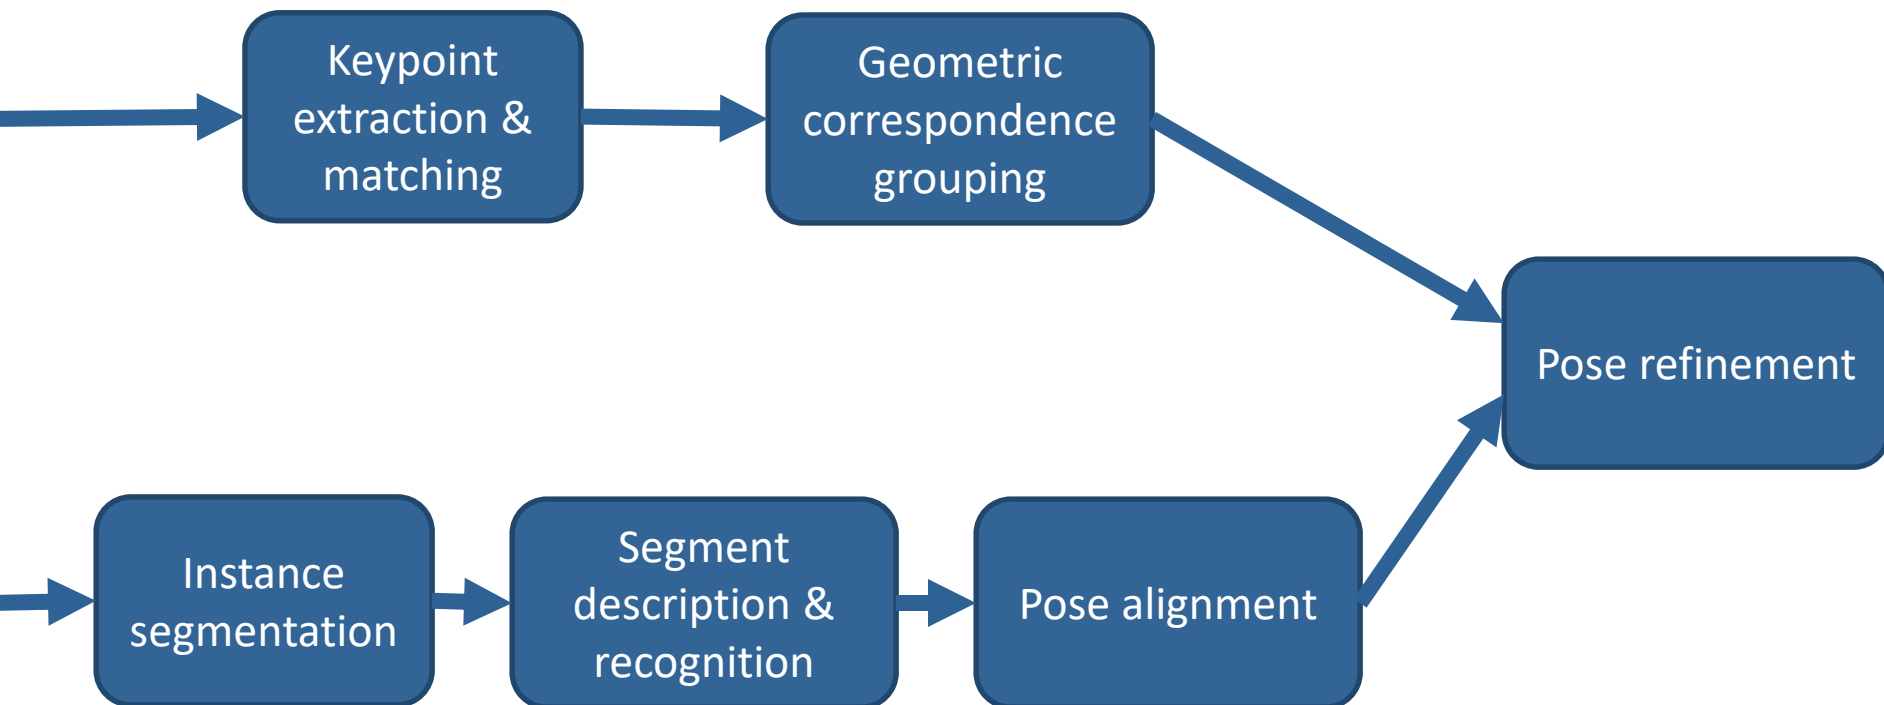 Keypoint
extraction &
matching
Geometric
correspondence
grouping
Pose refinement
Instance
segmentation
Segment
description &
recognition
Pose alignment